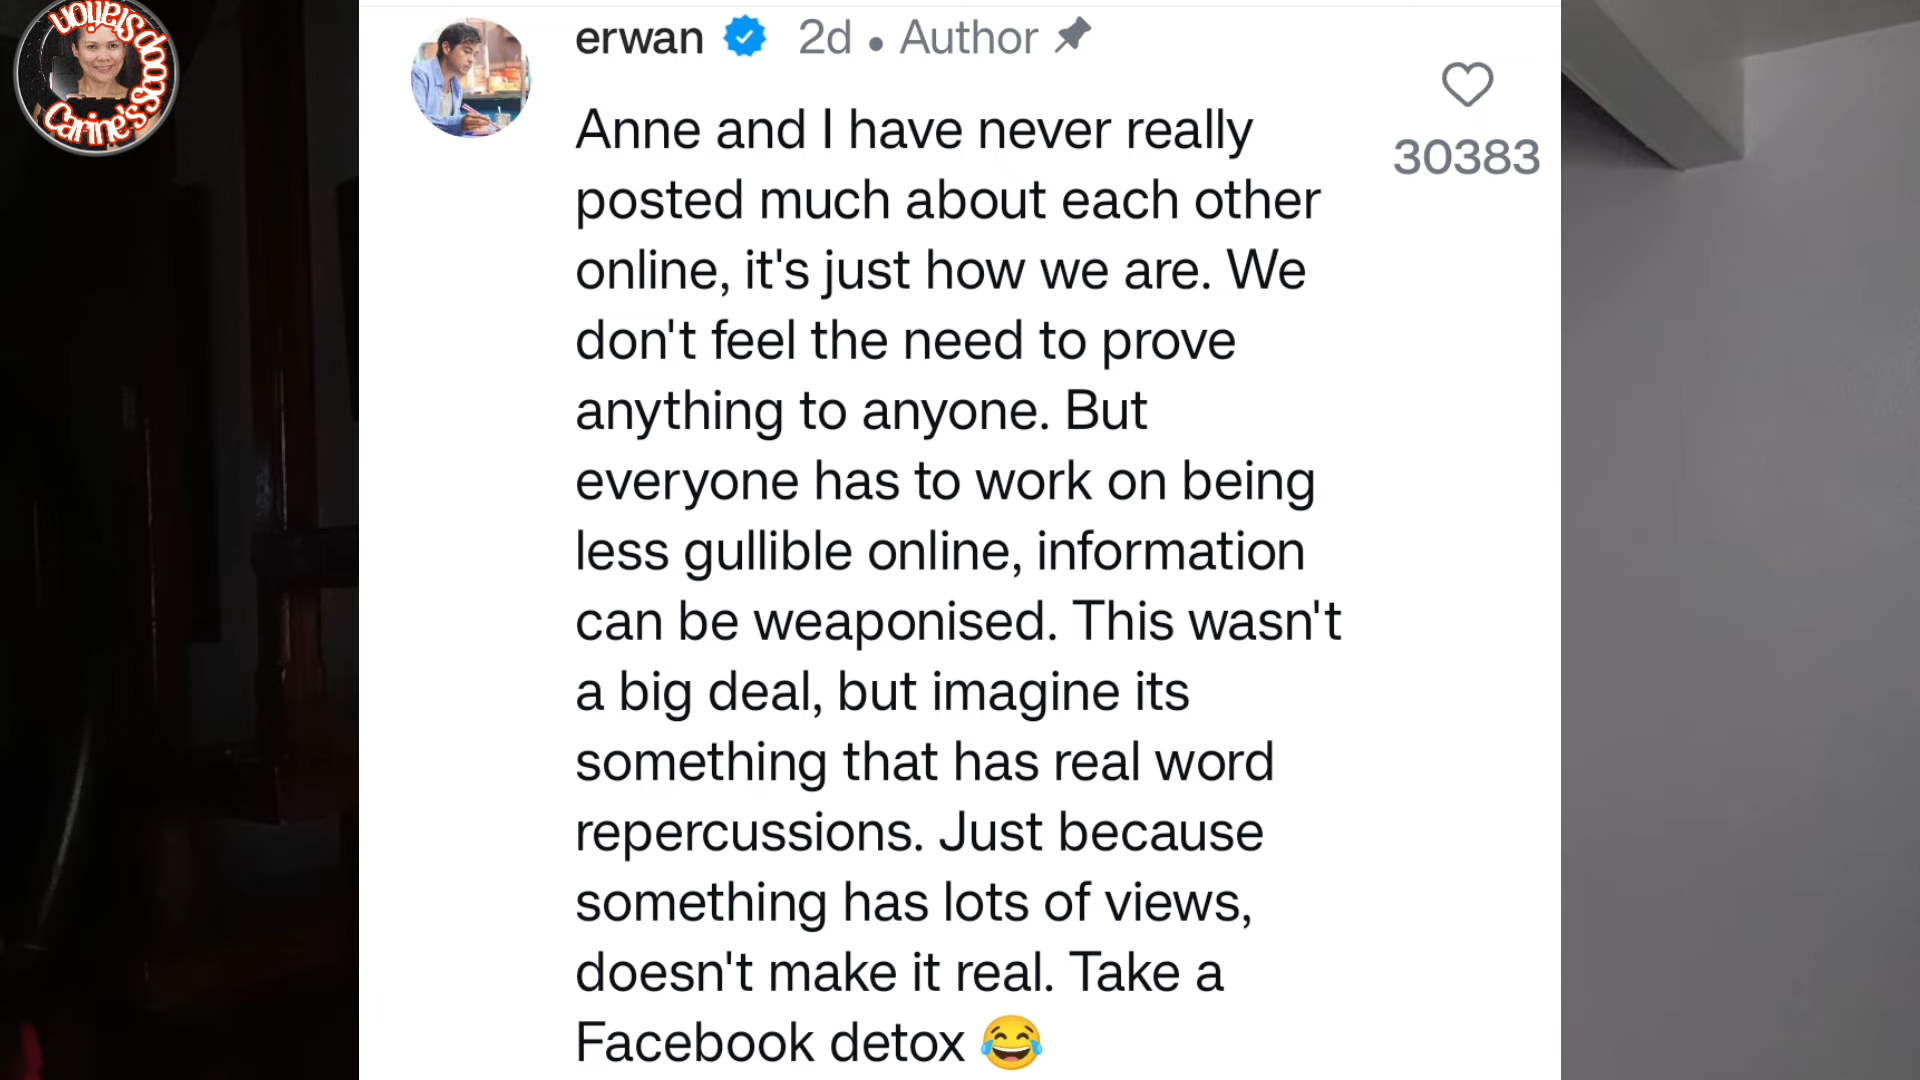 Carine's scoop station
erwan 2d • Author
30383
Anne and I have never really
posted much about each other
online, it's just how we are. We
don't feel the need to prove
anything to anyone. But
everyone has to work on being
less gullible online, information
can be weaponised. This wasn't
a big deal, but imagine its
something that has real word
repercussions. Just because
something has lots of views,
doesn't make it real. Take a
Facebook detox 😂